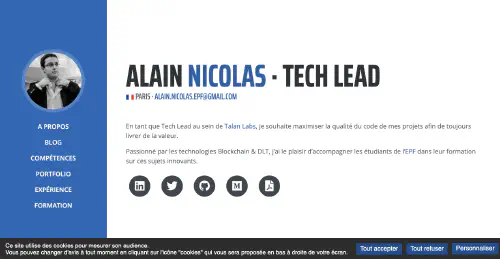 ALAIN NICOLAS · TECH LEAD
PARIS · ALAIN.NICOLAS.EPF@GMAIL.COM
A PROPOS
BLOG
COMPÉTENCES
PORTFOLIO
EXPÉRIENCE
FORMATION
En tant que Tech Lead au sein de Talan Labs, je souhaite maximiser la qualité du code de mes projets afin de toujours
livrer de la valeur.
Passionné par les technologies Blockchain & DLT, j'ai le plaisir d'accompagner les étudiants de l'EPF dans leur formation
sur ces sujets innovants.
Ce site utilise des cookies pour mesurer son audience.
Vous pouvez changer d'avis à tout moment en cliquant sur l'icône "cookies" qui vous sera proposée en bas à droite de votre écran.
Tout accepter
Tout refuser
Personnaliser